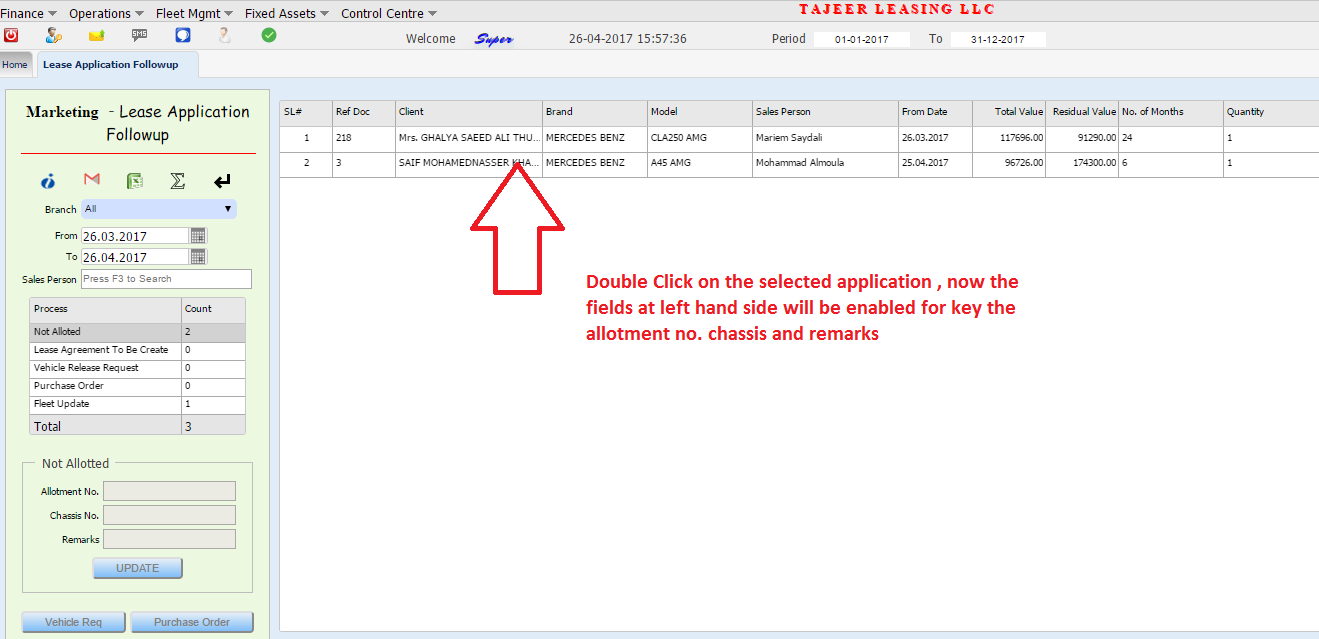 Finance Operations Fleet Mgmt Fixed Assets Control Centre
TAJEER LEASING LLC
SMS
Welcome Super 26-04-2017 15:57:36 Period 01-01-2017 To 31-12-2017
Home Lease Application Followup
Marketing - Lease Application
Followup
Branch All
From 26.03.2017
To 26.04.2017
Sales Person Press F3 to Search
Process Count
Not Alloted 2
Lease Agreement To Be Create 0
Vehicle Release Request 0
Purchase Order 0
Fleet Update 1
Total 3
Not Allotted
Allotment No.
Chassis No.
Remarks
UPDATE
Vehicle Req Purchase Order
SL# Ref Doc Client Brand Model Sales Person From Date Total Value Residual Value No. of Months Quantity
1 218 Mrs. GHALYA SAEED ALI THU... MERCEDES BENZ CLA250 AMG Mariem Saydali 26.03.2017 117696.00 91290.00 24 1
2 3 SAIF MOHAMEDNASSER KHA... MERCEDES BENZ A45 AMG Mohammad Almoula 25.04.2017 96726.00 174300.00 6 1
Double Click on the selected application , now the
fields at left hand side will be enabled for key the
allotment no. chassis and remarks